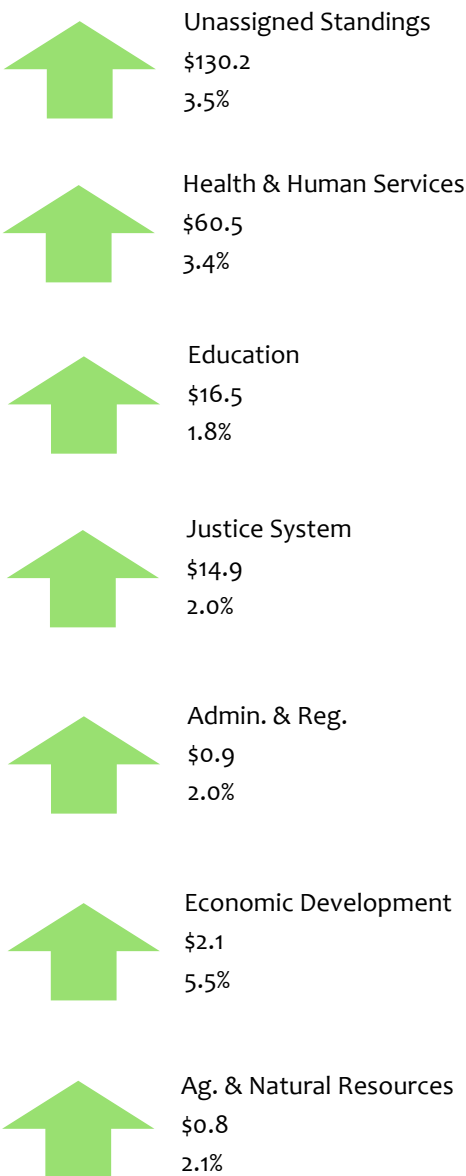 Unassigned Standings
$130.2
3.5%
Health & Human Services
$60.5
3.4%
Education
$16.5
1.8%
Justice System
$14.9
2.0%
Admin. & Reg.
$0.9
2.0%
Economic Development
$2.1
5.5%
Ag. & Natural Resources
$0.8
2.1%